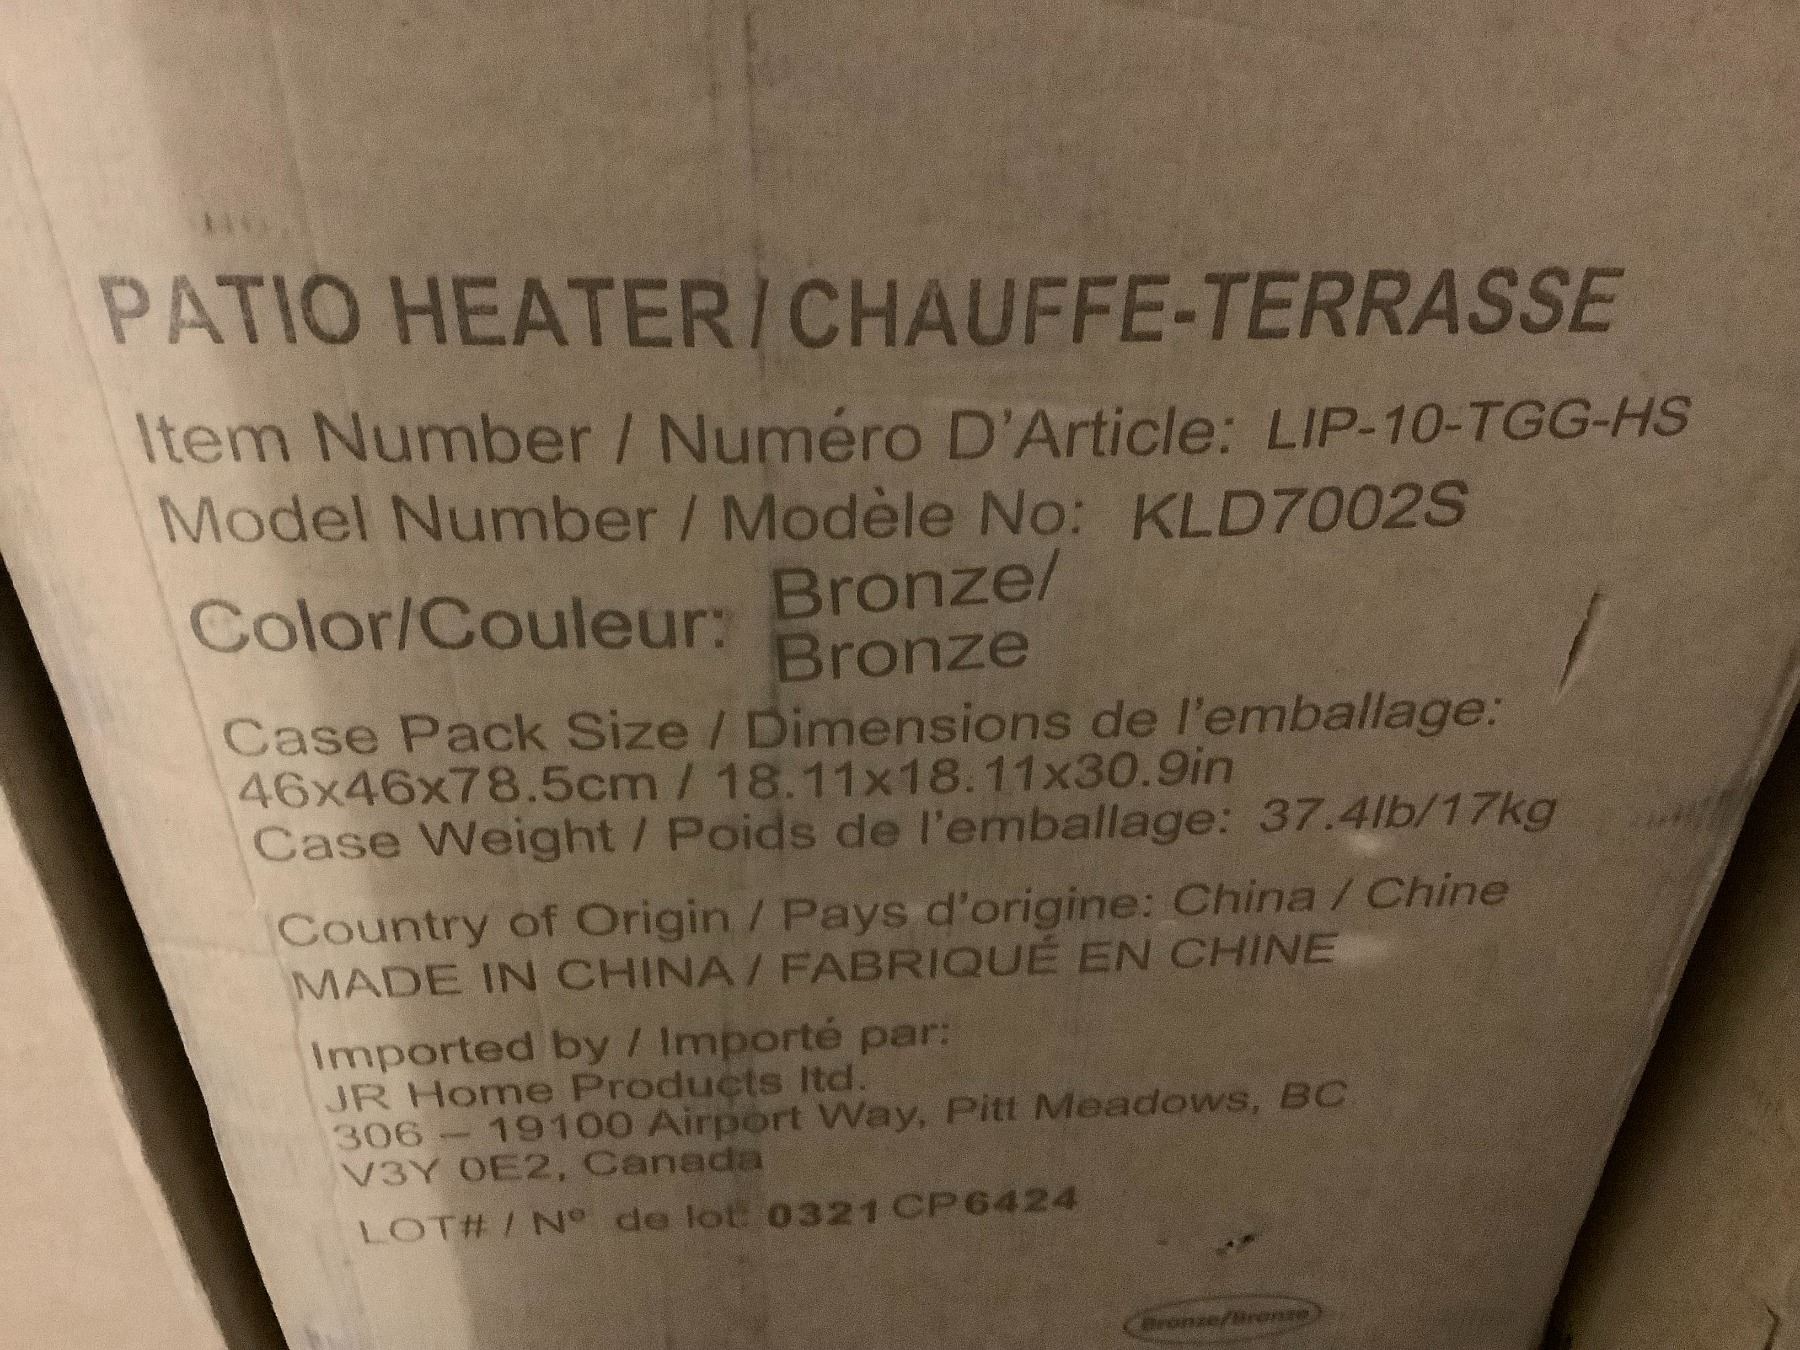 PATIO HEATER/CHAUFFE-TERRASSE
Item Number / Numéro D'Article: LIP-10-TGG-HS
Model Number / Modèle No: KLD7002S
Color/Couleur: Bronze/
Bronze
Case Pack Size / Dimensions de l'emballage:
46x46x78.5cm / 18.11x18.11x30.9in
Case Weight / Poids de l'emballage: 37.4lb/17kg
Country of Origin / Pays d'origine: China / Chine
MADE IN CHINA / FABRIQUÉ EN CHINE
Imported by / Importé par:
JR Home Products ltd.
306 – 19100 Airport Way, Pitt Meadows, BC
V3Y 0E2, Canada
LOT# / Nº de lot: 0321CP6424
Bronze/Bronze